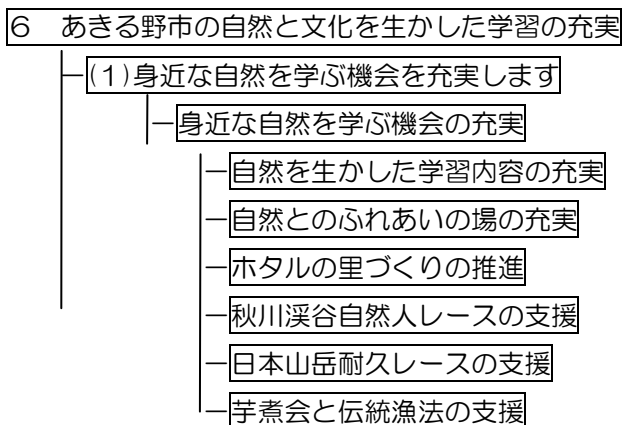 ６　あきる野市の自然と文化を生かした学習の充実
(１)身近な自然を学ぶ機会を充実します
身近な自然を学ぶ機会の充実
自然を生かした学習内容の充実
自然とのふれあいの場の充実
ホタルの里づくりの推進
秋川渓谷自然人レースの支援
日本山岳耐久レースの支援
芋煮会と伝統漁法の支援